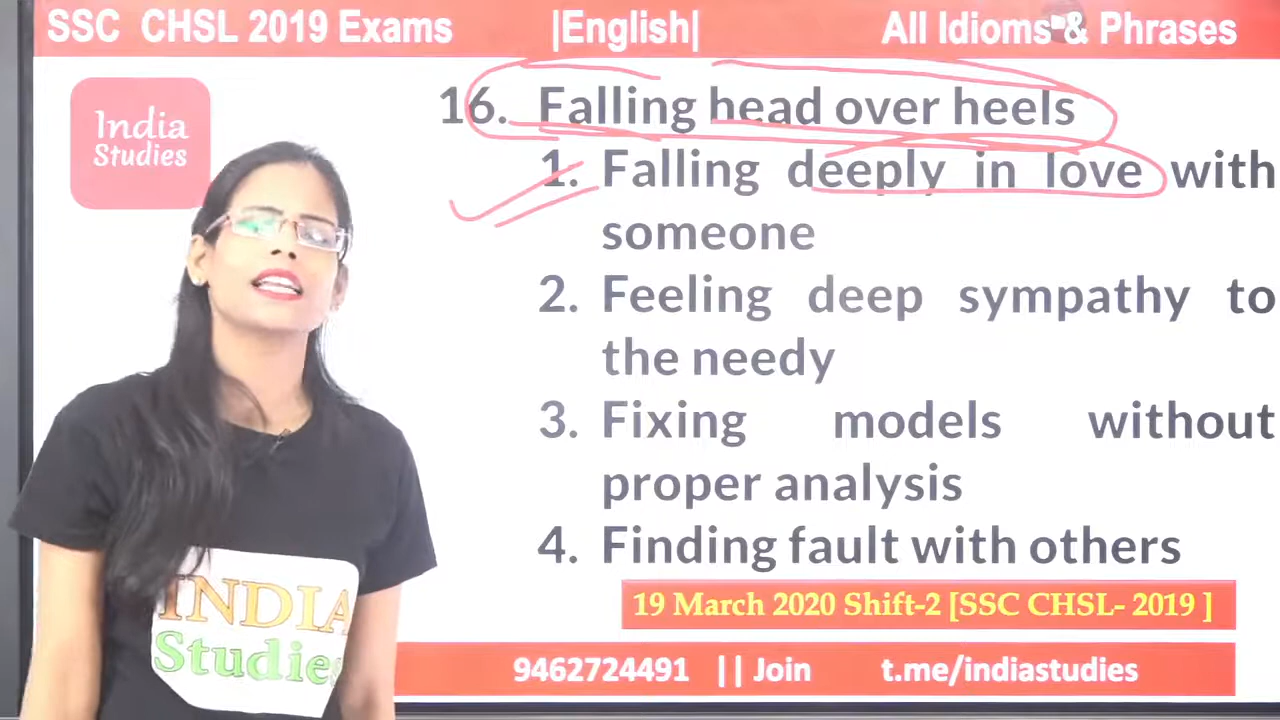 SSC CHSL 2019 Exams |English| All Idioms & Phrases
India
Studies
16. Falling head over heels
1. Falling deeply in love with
someone
2. Feeling deep sympathy to
the needy
3. Fixing models without
proper analysis
4. Finding fault with others
19 March 2020 Shift-2 [SSC CHSL- 2019 ]
9462724491 || Join t.me/indiastudies
INDIA
Studies